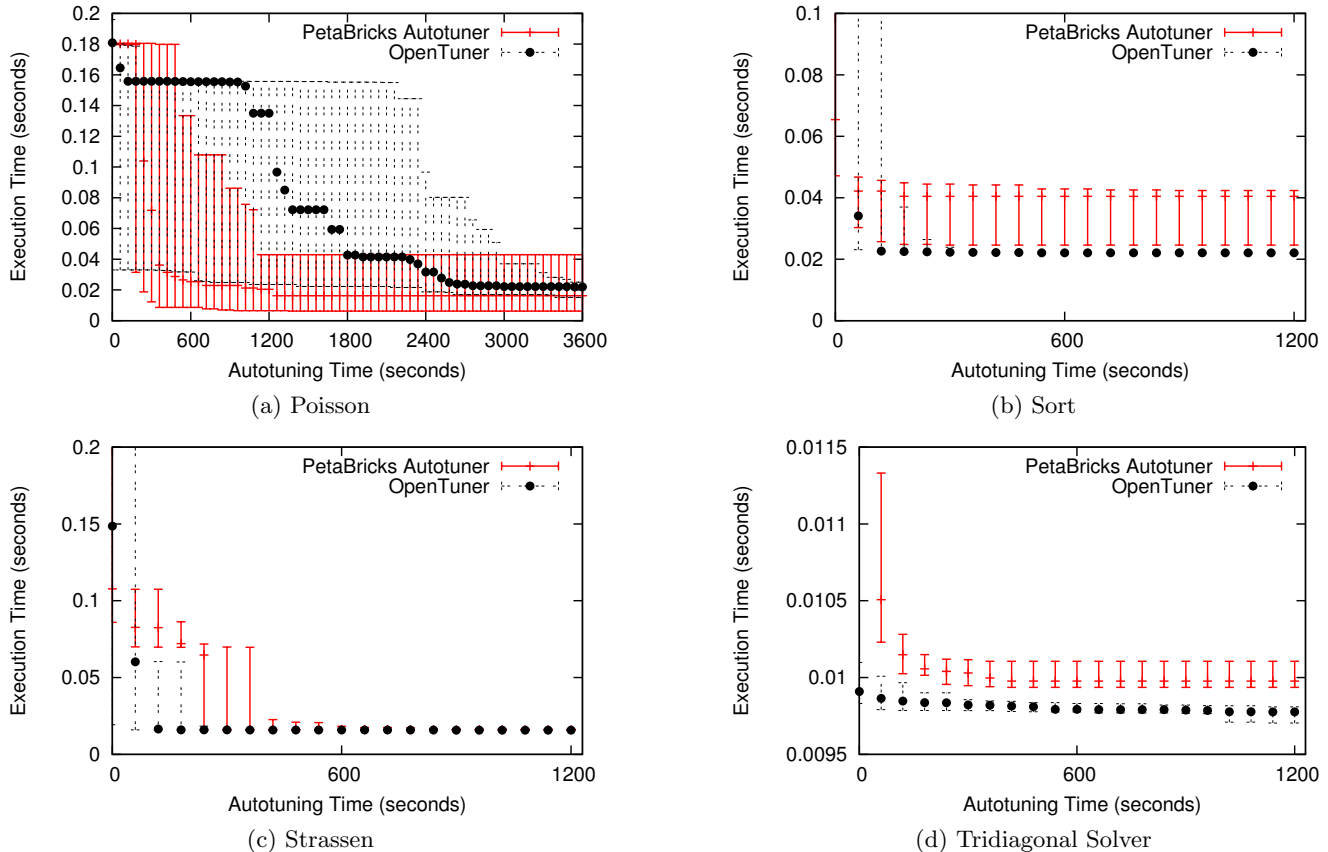 0.2
0.18
0.16
0.14
0.12
0.1
0.08
0.06
0.04
0.02
0
0 600 1200 1800 2400 3000 3600
Execution Time (seconds)
Autotuning Time (seconds)
PetaBricks Autotuner
OpenTuner
(a) Poisson
0.1
0.08
0.06
0.04
0.02
0
0 600 1200
Execution Time (seconds)
Autotuning Time (seconds)
PetaBricks Autotuner
OpenTuner
(b) Sort
0.2
0.15
0.1
0.05
0
0 600 1200
Execution Time (seconds)
Autotuning Time (seconds)
PetaBricks Autotuner
OpenTuner
(c) Strassen
0.0115
0.011
0.0105
0.01
0.0095
0 600 1200
Execution Time (seconds)
Autotuning Time (seconds)
PetaBricks Autotuner
OpenTuner
(d) Tridiagonal Solver